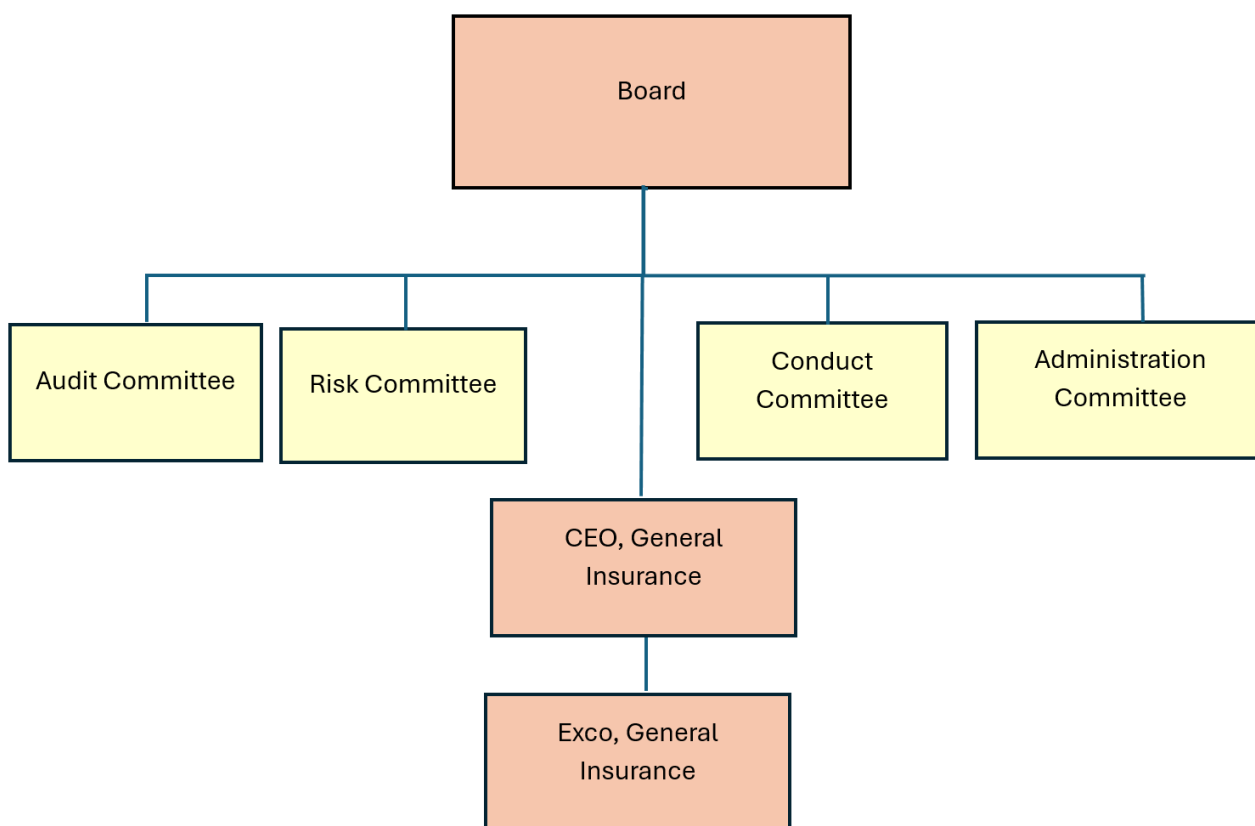 Board
Audit Committee
Risk Committee
Conduct
Committee
Administration
Committee
CEO, General
Insurance
Exco, General
Insurance